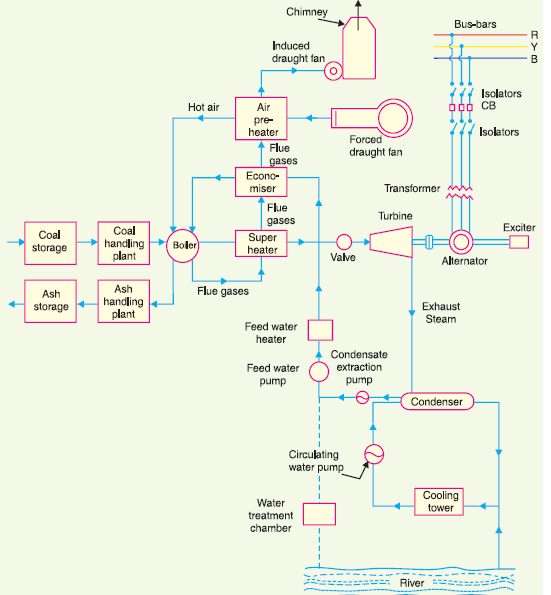 Chimney
Induced
draught fan
Bus-bars
R
Y
B
Isolators
CB
Isolators
Hot air
Air
pre-
heater
Forced
draught fan
Flue
gases
Econo-
miser
Flue
gases
Transformer
Turbine
Coal
storage
Coal
handling
plant
Boiler
Super
heater
Valve
Alternator
Exciter
Ash
storage
Ash
handling
plant
Flue gases
Exhaust
Steam
Feed water
heater
Feed water
pump
Condensate
extraction
pump
Condenser
Circulating
water pump
Cooling
tower
Water
treatment
chamber
River